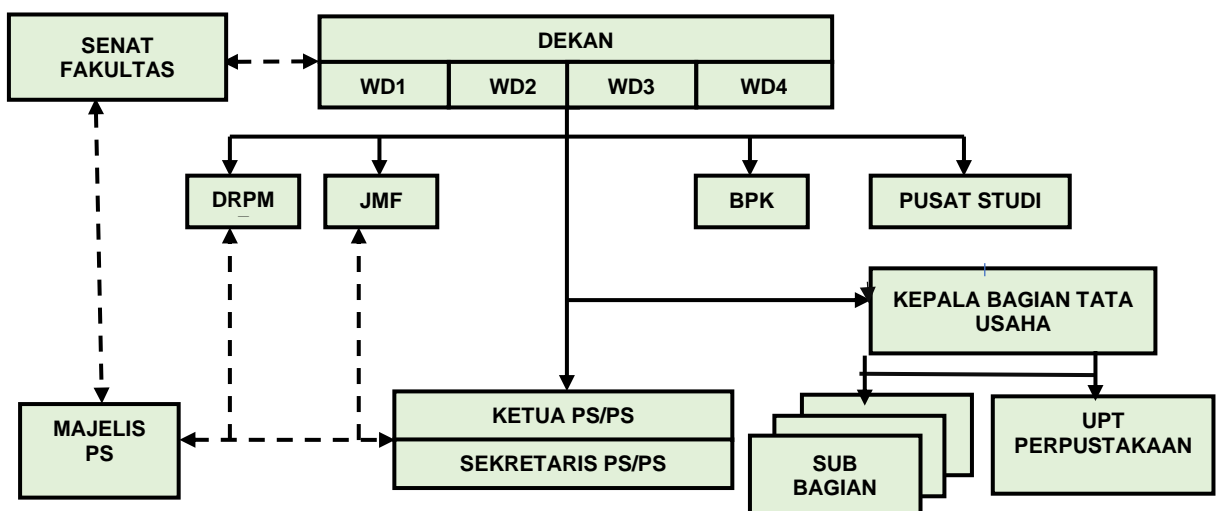 SENAT
FAKULTAS
DEKAN
WD1
WD2
WD3
WD4
DRPM
JMF
BPK
PUSAT STUDI
KEPALA BAGIAN TATA
USAHA
MAJELIS
PS
KETUA PS/PS
SEKRETARIS PS/PS
SUB
BAGIAN
UPT
PERPUSTAKAAN